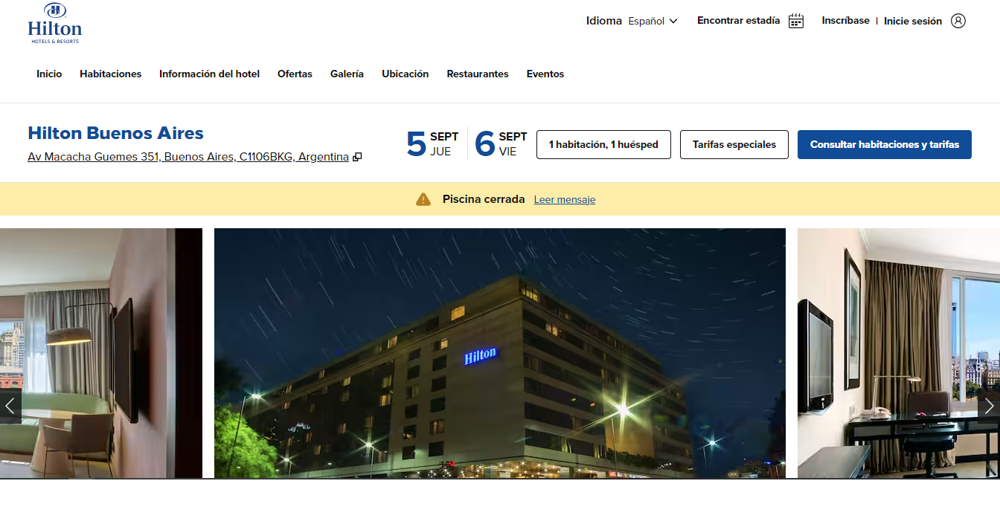 Hilton
HOTELS & RESORTS
Idioma Español
Encontrar estadía
Inscríbase | Inicie sesión
Inicio Habitaciones Información del hotel Ofertas Galería Ubicación Restaurantes Eventos
Hilton Buenos Aires
Av Macacha Guemes 351, Buenos Aires, C1106BKG, Argentina
5 SEPT JUE
6 SEPT VIE
1 habitación, 1 huésped
Tarifas especiales
Consultar habitaciones y tarifas
Piscina cerrada Leer mensaje
Hilton